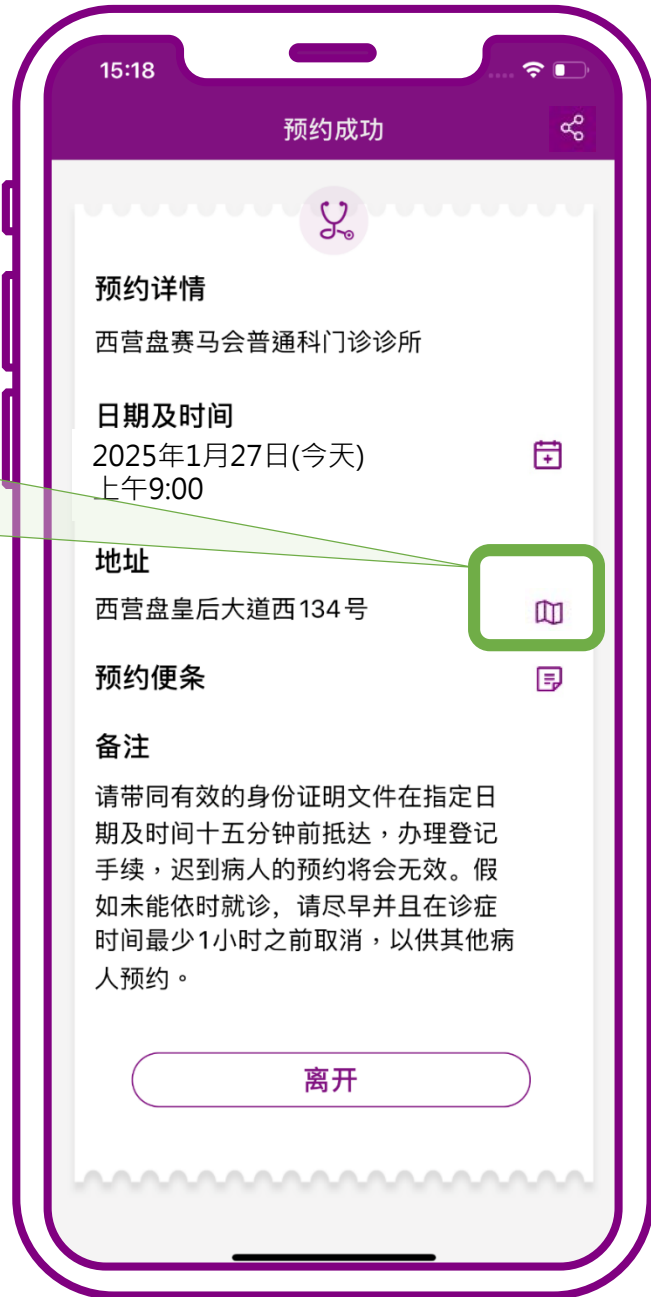 15:18
预约成功
预约详情
西营盘赛马会普通科门诊诊所
日期及时间
2025年1月27日(今天)
上午9:00
地址
西营盘皇后大道西134号
预约便条
备注
请带同有效的身份证明文件在指定日
期及时间十五分钟前抵达，办理登记
手续，迟到病人的预约将会无效。假
如未能依时就诊，请尽早并且在诊症
时间最少1小时之前取消，以供其他病
人预约。
离开